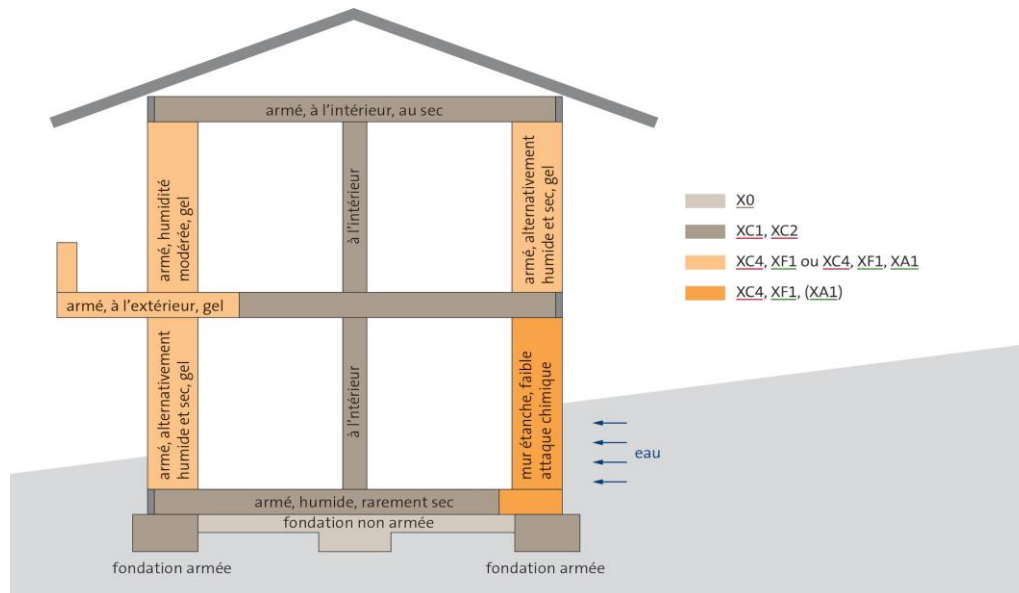 armé, à l'intérieur, au sec
armé, humidité
modérée, gel
à l'intérieur
armé, alternativement
humide et sec, gel
X0
XC1, XC2
XC4, XF1 ou XC4, XF1, XA1
XC4, XF1, (XA1)
armé, à l'extérieur, gel
armé, alternativement
humide et sec, gel
à l'ntérieur
mur étanche, faible
attaque chimique
eau
armé, humide, rarement sec
fondation non armée
fondation armée
fondation armée